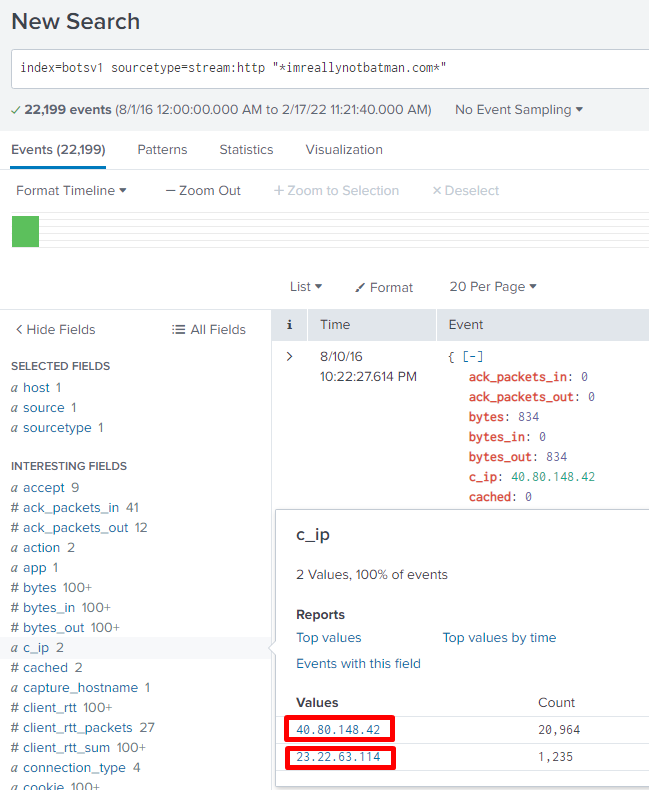 New Search
index=botsv1 sourcetype=stream:http "*imreallynotbatman.com*"
✓ 22,199 events (8/1/16 12:00:00.000 AM to 2/17/22 11:21:40.000 AM) No Event Sampling ▾
Events (22,199) Patterns Statistics Visualization
Format Timeline ▾ — Zoom Out + Zoom to Selection × Deselect
List ▾ Format 20 Per Page ▾
< Hide Fields All Fields
i Time Event
SELECTED FIELDS
a host 1
a source 1
a sourcetype 1
INTERESTING FIELDS
a accept 9
# ack_packets_in 41
# ack_packets_out 12
a action 2
a app 1
# bytes 100+
# bytes_in 100+
# bytes_out 100+
a c_ip 2
# cached 2
a capture_hostname 1
# client_rtt 100+
# client_rtt_packets 27
# client_rtt_sum 100+
a connection_type 4
a cookie 100+
> 8/10/16
10:22:27.614 PM
{ [-]
ack_packets_in: 0
ack_packets_out: 0
bytes: 834
bytes_in: 0
bytes_out: 834
c_ip: 40.80.148.42
cached: 0
c_ip
2 Values, 100% of events
Reports
Top values Top values by time
Events with this field
Values Count
40.80.148.42 20,964
23.22.63.114 1,235